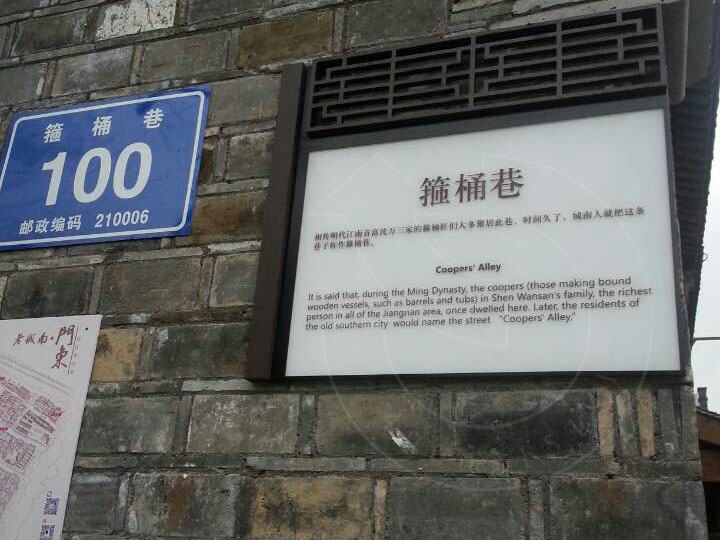 箍桶巷
100
邮政编码 210006
箍桶巷
相传明代江南首富沈万三家的箍桶匠们大多聚居此巷，时间久了，城南人就把这条
巷子称作箍桶巷。
Coopers' Alley
It is said that, during the Ming Dynasty, the coopers (those making bound
wooden vessels, such as barrels and tubs) in Shen Wansan's family, the richest
person in all of the Jiangnan area, once dwelled here. Later, the residents of
the old southern city would name the street "Coopers' Alley."
老城南·門東